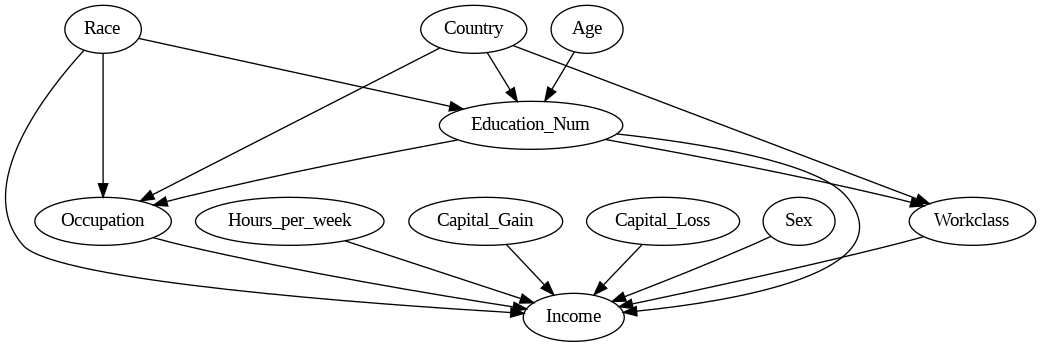 Race
Country
Age
Education_Num
Occupation
Hours_per_week
Capital_Gain
Capital_Loss
Sex
Workclass
Income